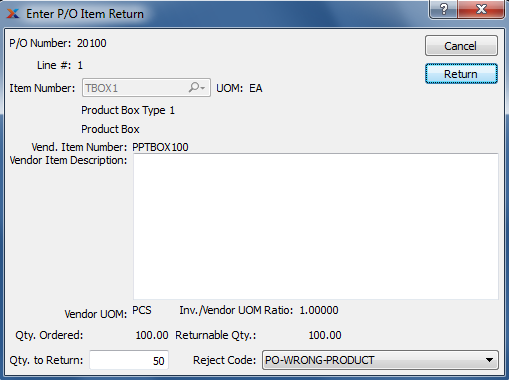 Enter P/O Item Return
P/O Number: 20100
Cancel
Line #: 1
Return
Item Number: TBOX1 UOM: EA
Product Box Type 1
Product Box
Vend. Item Number: PPTBOX100
Vendor Item Description:
Vendor UOM: PCS Inv./Vendor UOM Ratio: 1.00000
Qty. Ordered: 100.00 Returnable Qty.: 100.00
Qty. to Return: 50 Reject Code: PO-WRONG-PRODUCT